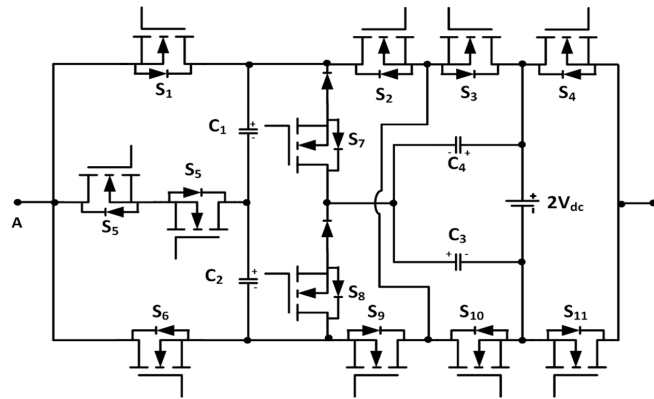 S1
S2
S3
S4
C1
+
-
S7
- +
C4
S5
S5
A
+
2Vdc
C3
+ -
C2
+
-
S8
S6
S9
S10
S11